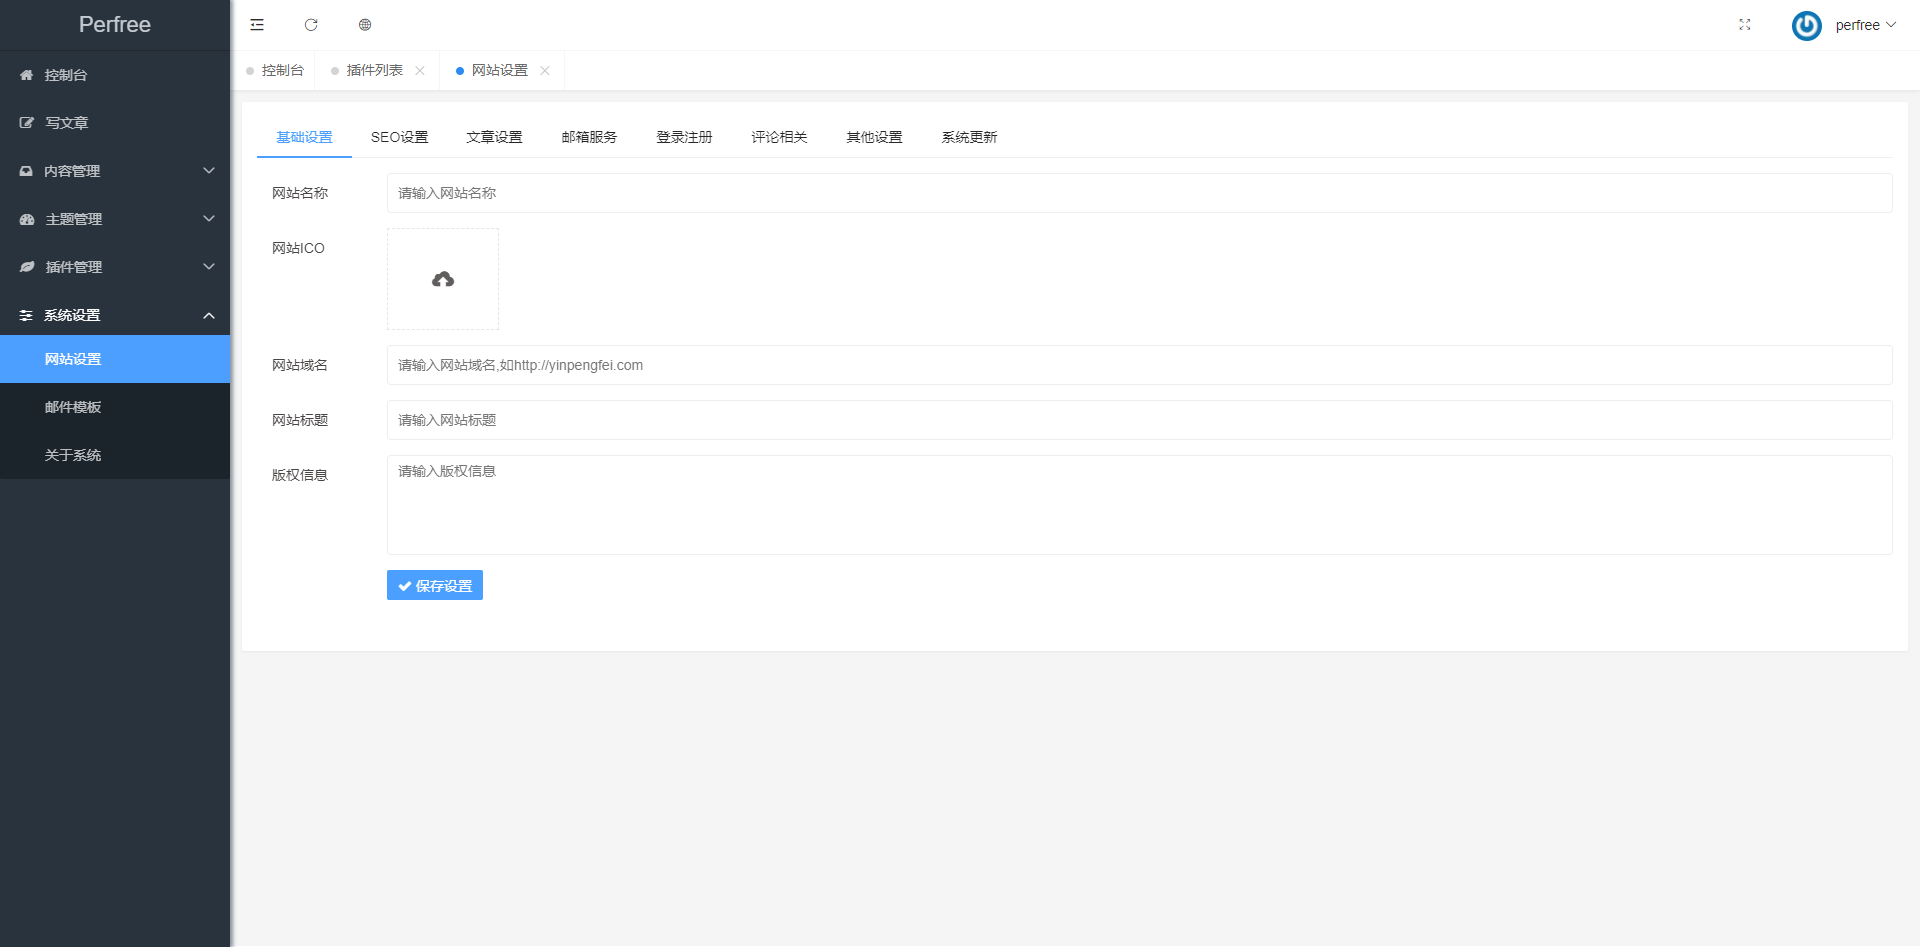 Perfree
perfree
控制台
插件列表
网站设置
控制台
写文章
内容管理
主题管理
插件管理
系统设置
网站设置
邮件模板
关于系统
基础设置 SEO设置 文章设置 邮箱服务 登录注册 评论相关 其他设置 系统更新
网站名称 请输入网站名称
网站ICO
网站域名 请输入网站域名,如http://yinpengfei.com
网站标题 请输入网站标题
版权信息 请输入版权信息
保存设置